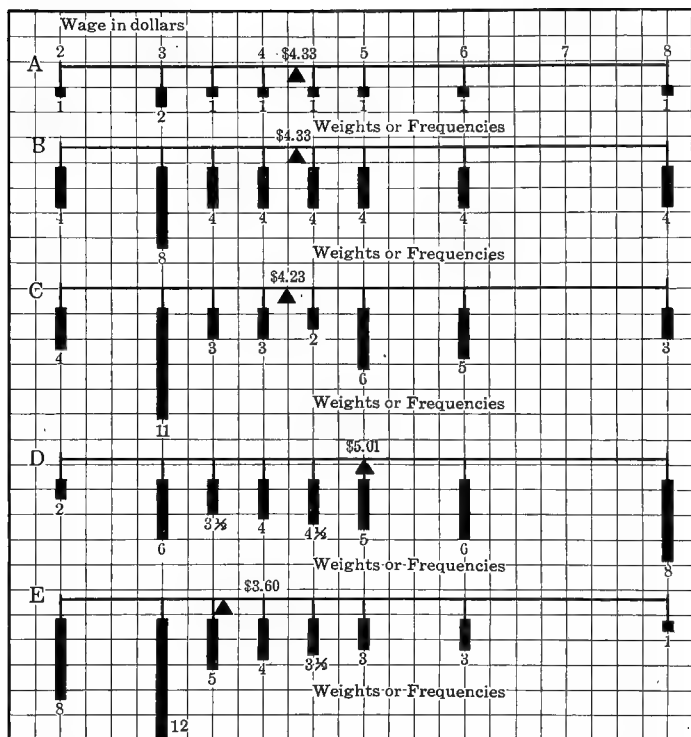 Wage in dollars
2 3 4 5 6 7 8
A $4.33
1 2 1 1 1 1 1 1
Weights or Frequencies
B $4.33
4 8 4 4 4 4 4 4
Weights or Frequencies
C $4.23
4 11 3 3 2 6 5 3
Weights or Frequencies
D $5.01
2 6 3½ 4 4½ 5 6 8
Weights or Frequencies
E $3.60
8 12 5 4 3½ 3 3 1
Weights or Frequencies